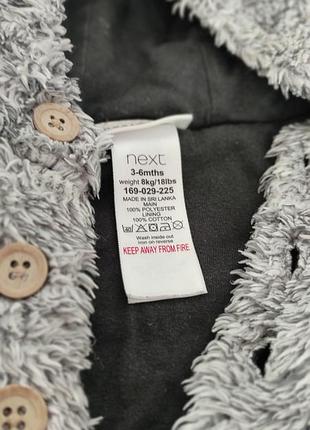 next
3-6mths
weight 8kg/18lbs
169-029-225
MADE IN SRI LANKA
MAIN
100% POLYESTER
LINING
100% COTTON
Wash inside out
iron on reverse
KEEP AWAY FROM FIRE